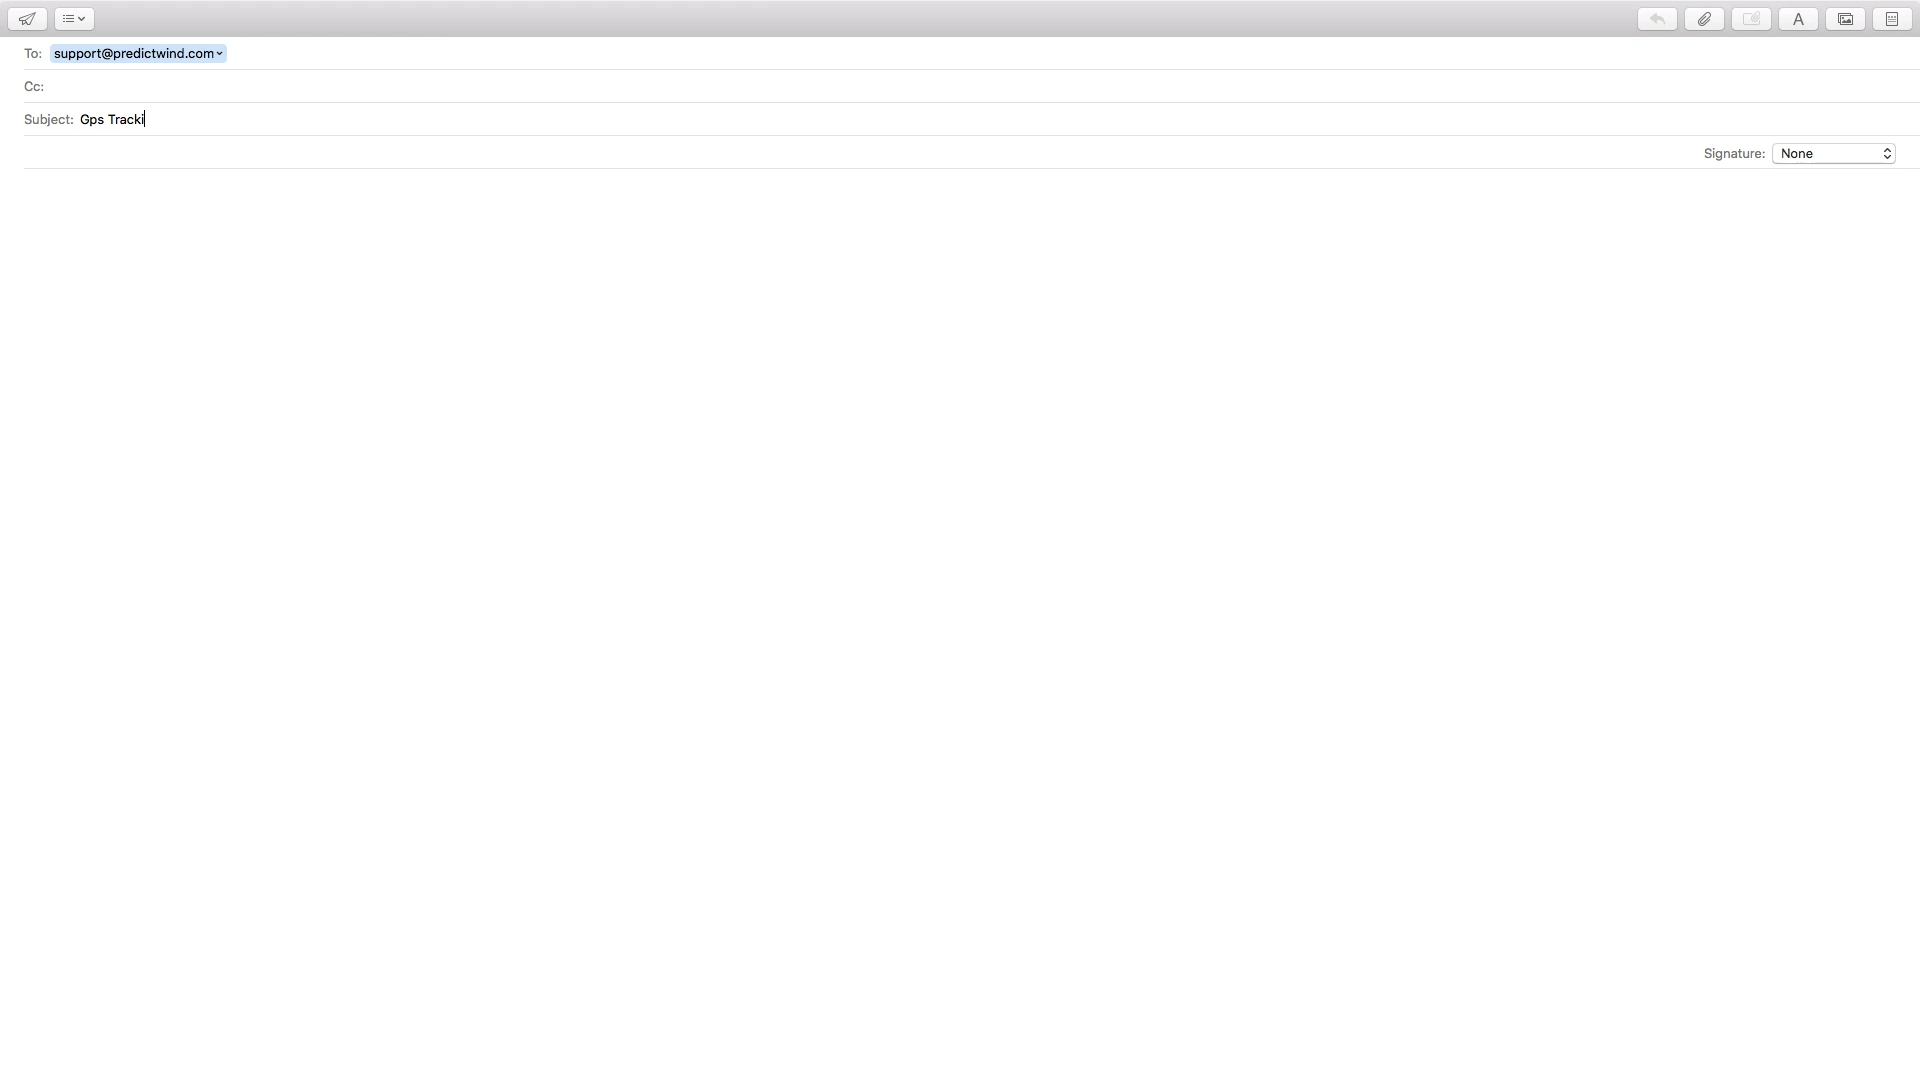 To: support@predictwind.com
Cc:
Subject: Gps Tracki
Signature: None
A